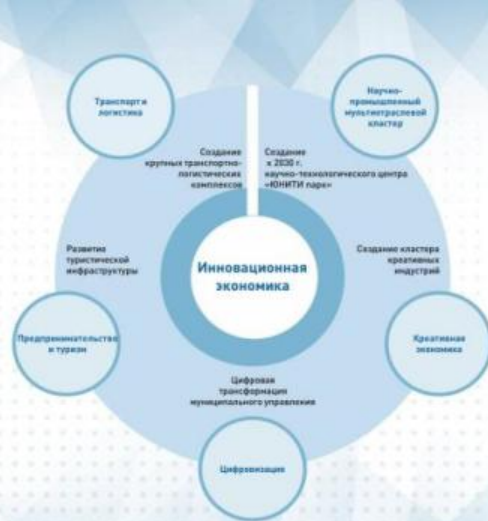 Транспорт и
логистика
Научно-
промышленный
мультиотраслевой
кластер
Создание
крупных транспортно-
логистических
комплексов
Создание
к 2030 г.
научно-технологического центра
«ЮНИТИ парк»
Развитие
туристической
инфраструктуры
Создание кластера
креативных
индустрий
Инновационная
экономика
Предпринимательство
и туризм
Креативная
экономика
Цифровая
трансформация
муниципального управления
Цифровизация